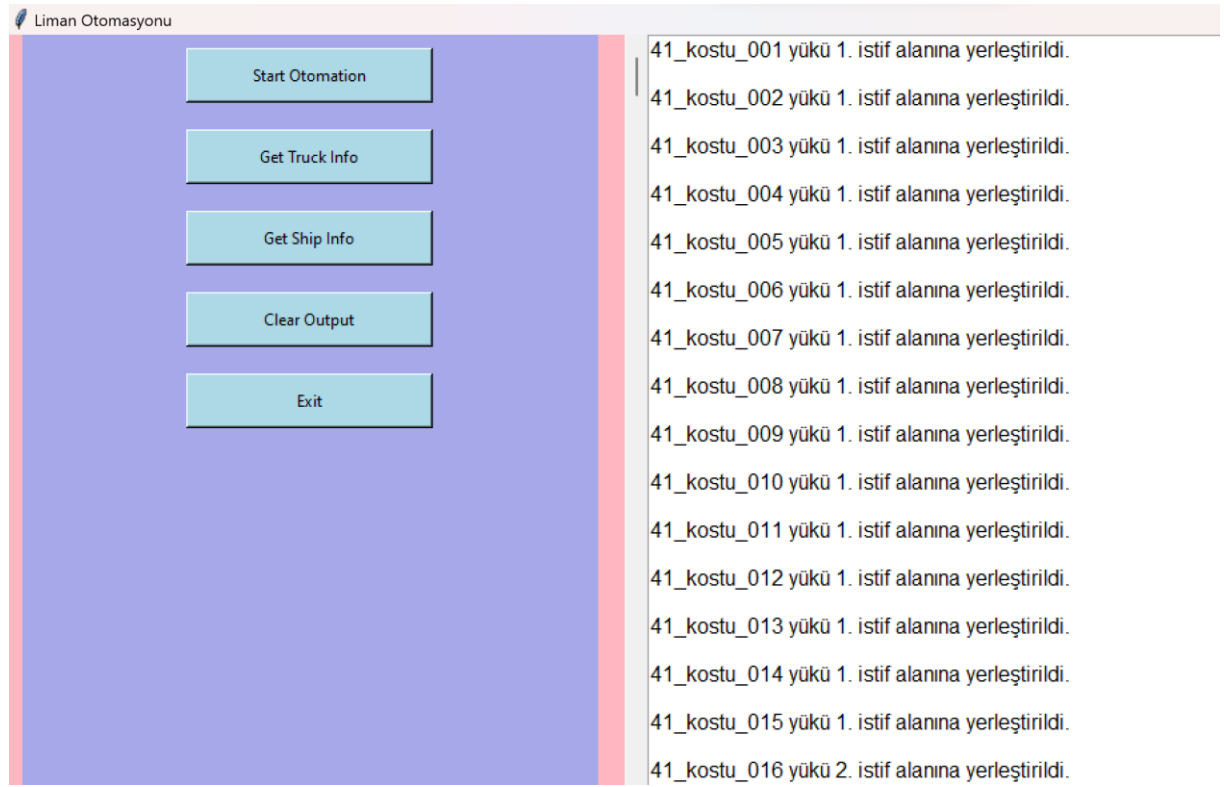 Liman Otomasyonu
Start Otomation
Get Truck Info
Get Ship Info
Clear Output
Exit
41_kostu_001 yükü 1. istif alanına yerleştirildi.
41_kostu_002 yükü 1. istif alanına yerleştirildi.
41_kostu_003 yükü 1. istif alanına yerleştirildi.
41_kostu_004 yükü 1. istif alanına yerleştirildi.
41_kostu_005 yükü 1. istif alanına yerleştirildi.
41_kostu_006 yükü 1. istif alanına yerleştirildi.
41_kostu_007 yükü 1. istif alanına yerleştirildi.
41_kostu_008 yükü 1. istif alanına yerleştirildi.
41_kostu_009 yükü 1. istif alanına yerleştirildi.
41_kostu_010 yükü 1. istif alanına yerleştirildi.
41_kostu_011 yükü 1. istif alanına yerleştirildi.
41_kostu_012 yükü 1. istif alanına yerleştirildi.
41_kostu_013 yükü 1. istif alanına yerleştirildi.
41_kostu_014 yükü 1. istif alanına yerleştirildi.
41_kostu_015 yükü 1. istif alanına yerleştirildi.
41_kostu_016 yükü 2. istif alanına yerleştirildi.